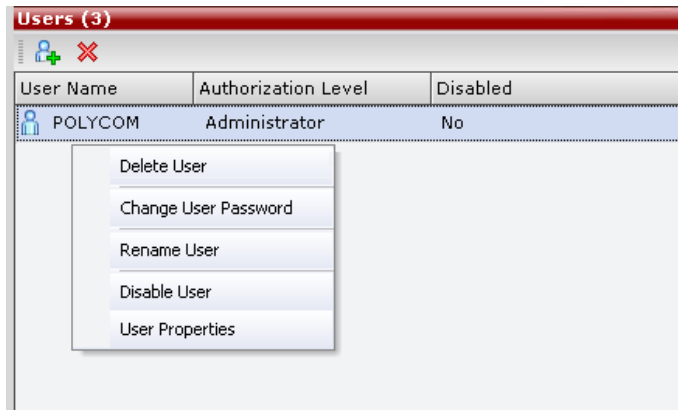 Users (3)
User Name Authorization Level Disabled
POLYCOM Administrator No
Delete User
Change User Password
Rename User
Disable User
User Properties